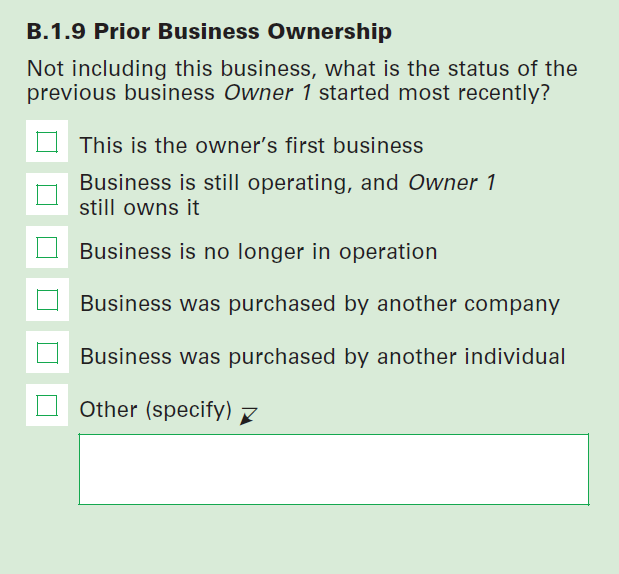 B.1.9 Prior Business Ownership
Not including this business, what is the status of the
previous business Owner 1 started most recently?
This is the owner’s first business
Business is still operating, and Owner 1
still owns it
Business is no longer in operation
Business was purchased by another company
Business was purchased by another individual
Other (specify)